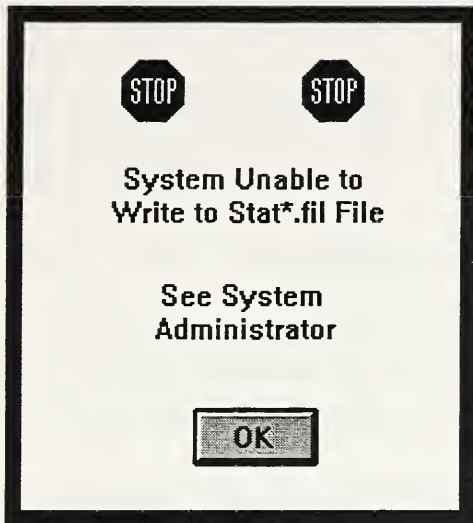 STOP STOP
System Unable to
Write to Stat*.fil File
See System
Administrator
OK